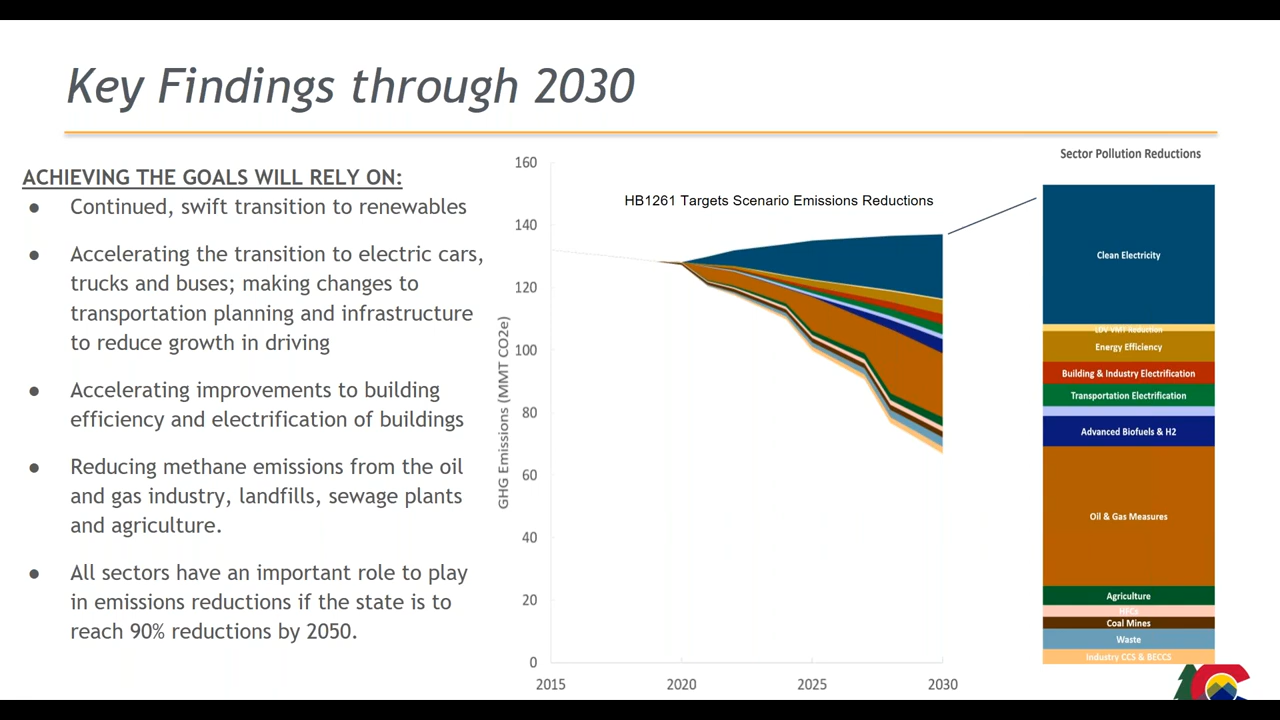 Key Findings through 2030
ACHIEVING THE GOALS WILL RELY ON:
● Continued, swift transition to renewables
● Accelerating the transition to electric cars,
trucks and buses; making changes to
transportation planning and infrastructure
to reduce growth in driving
● Accelerating improvements to building
efficiency and electrification of buildings
● Reducing methane emissions from the oil
and gas industry, landfills, sewage plants
and agriculture.
● All sectors have an important role to play
in emissions reductions if the state is to
reach 90% reductions by 2050.
HB1261 Targets Scenario Emissions Reductions
GHG Emissions (MMT CO2e)
160
140
120
100
80
60
40
20
0
2015 2020 2025 2030
Sector Pollution Reductions
Clean Electricity
LDV VMT Reduction
Energy Efficiency
Building & Industry Electrification
Transportation Electrification
Advanced Biofuels & H2
Oil & Gas Measures
Agriculture
HFCs
Coal Mines
Waste
Industry CCS & BECCS